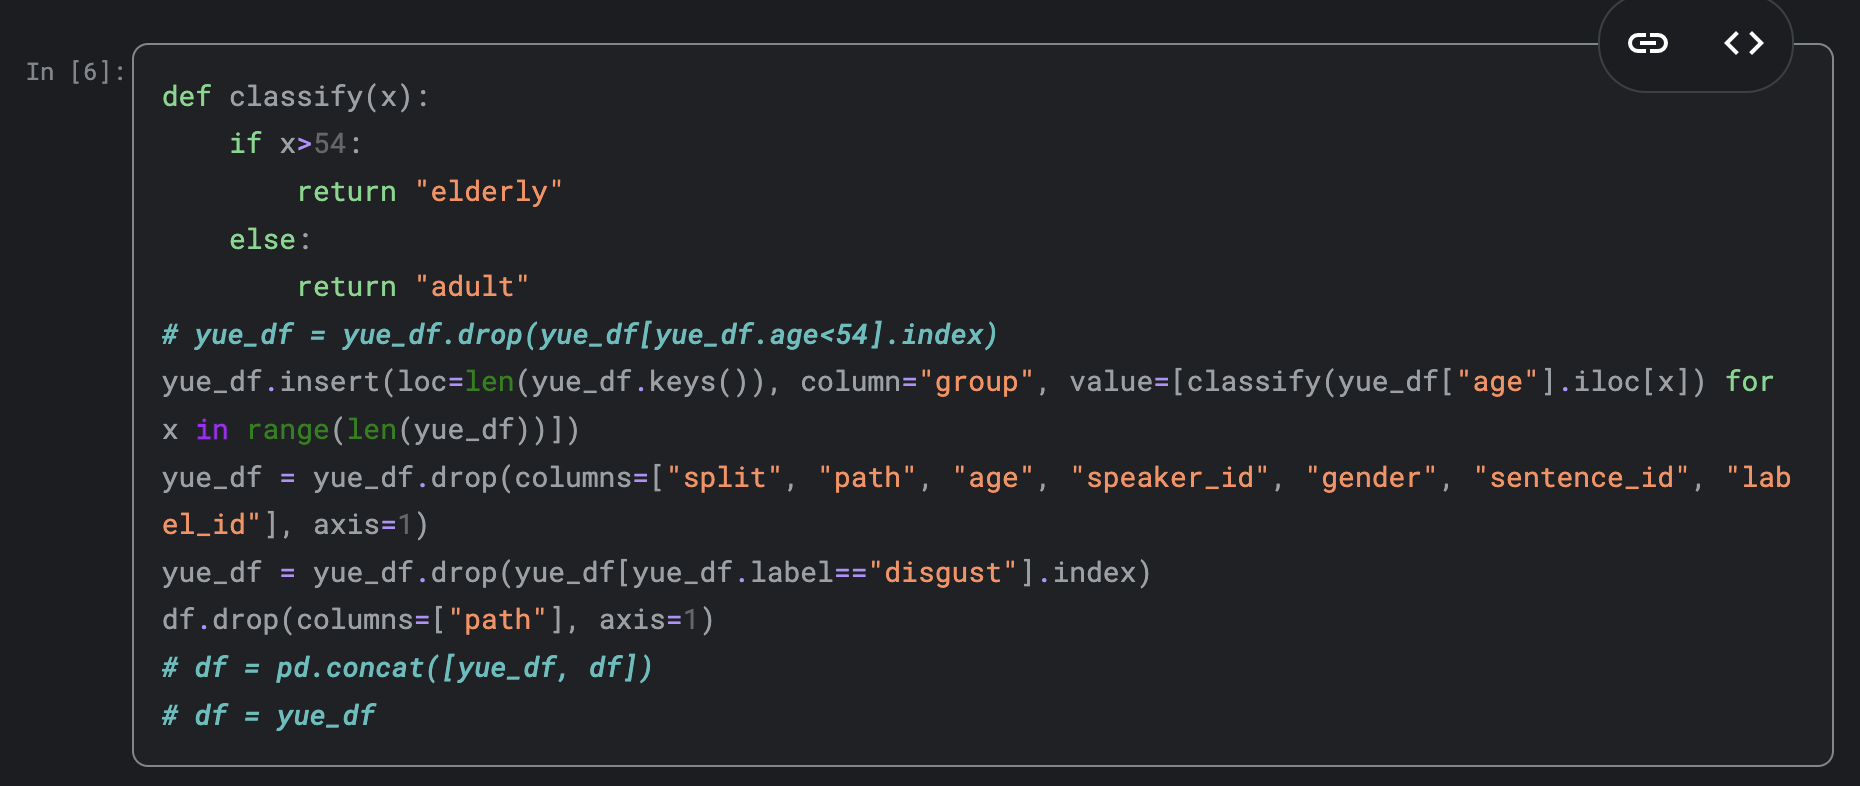 In [6]:
def classify(x):
    if x>54:
        return "elderly"
    else:
        return "adult"
# yue_df = yue_df.drop(yue_df[yue_df.age<54].index)
yue_df.insert(loc=len(yue_df.keys()), column="group", value=[classify(yue_df["age"].iloc[x]) for
x in range(len(yue_df))])
yue_df = yue_df.drop(columns=["split", "path", "age", "speaker_id", "gender", "sentence_id", "lab
el_id"], axis=1)
yue_df = yue_df.drop(yue_df[yue_df.label=="disgust"].index)
df.drop(columns=["path"], axis=1)
# df = pd.concat([yue_df, df])
# df = yue_df